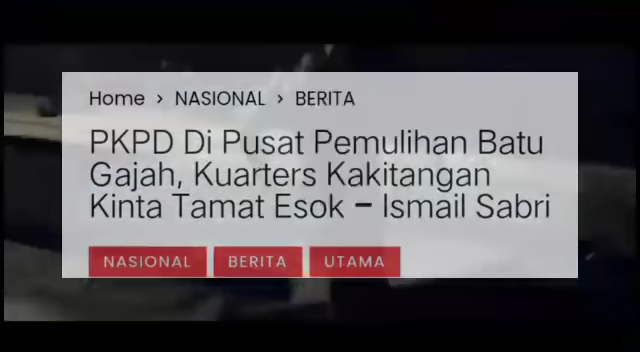 Home > NASIONAL > BERITA
PKPD Di Pusat Pemulihan Batu
Gajah, Kuarters Kakitangan
Kinta Tamat Esok – Ismail Sabri
NASIONAL BERITA UTAMA